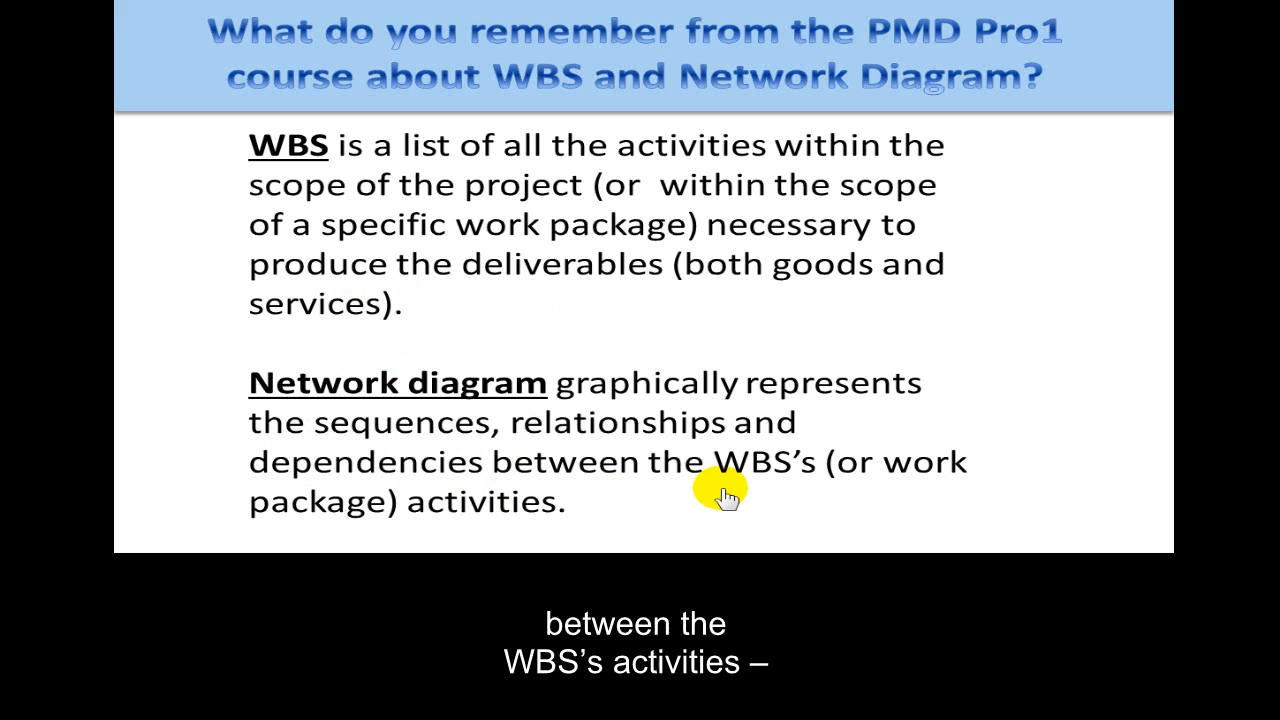 What do you remember from the PMD Pro1
course about WBS and Network Diagram?
WBS is a list of all the activities within the
scope of the project (or  within the scope
of a specific work package) necessary to
produce the deliverables (both goods and
services).
Network diagram graphically represents
the sequences, relationships and
dependencies between the WBS’s (or work
package) activities.
between the
WBS’s activities –